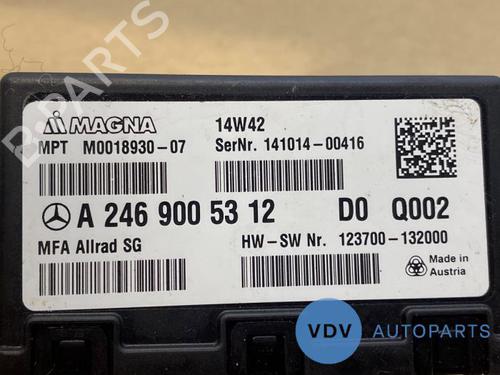 MAGNA
14W42
MPT M0018930-07
SerNr. 141014-00416
A 246 900 53 12 D0 Q002
MFA Allrad SG
HW-SW Nr. 123700-132000
Made in
Austria
B-PARTS
VDV AUTOPARTS